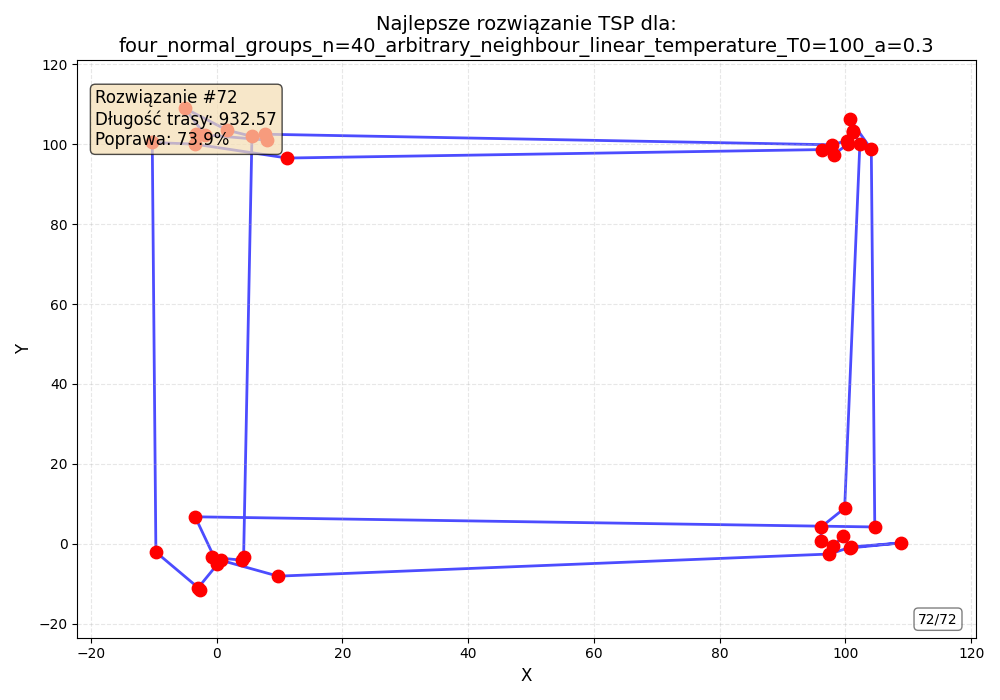 Najlepsze rozwiązanie TSP dla:
four_normal_groups_n=40_arbitrary_neighbour_linear_temperature_T0=100_a=0.3
Rozwiązanie #72
Długość trasy: 932.57
Poprawa: 73.9%
120
100
80
60
40
20
0
−20
Y
−20 0 20 40 60 80 100 120
X
72/72